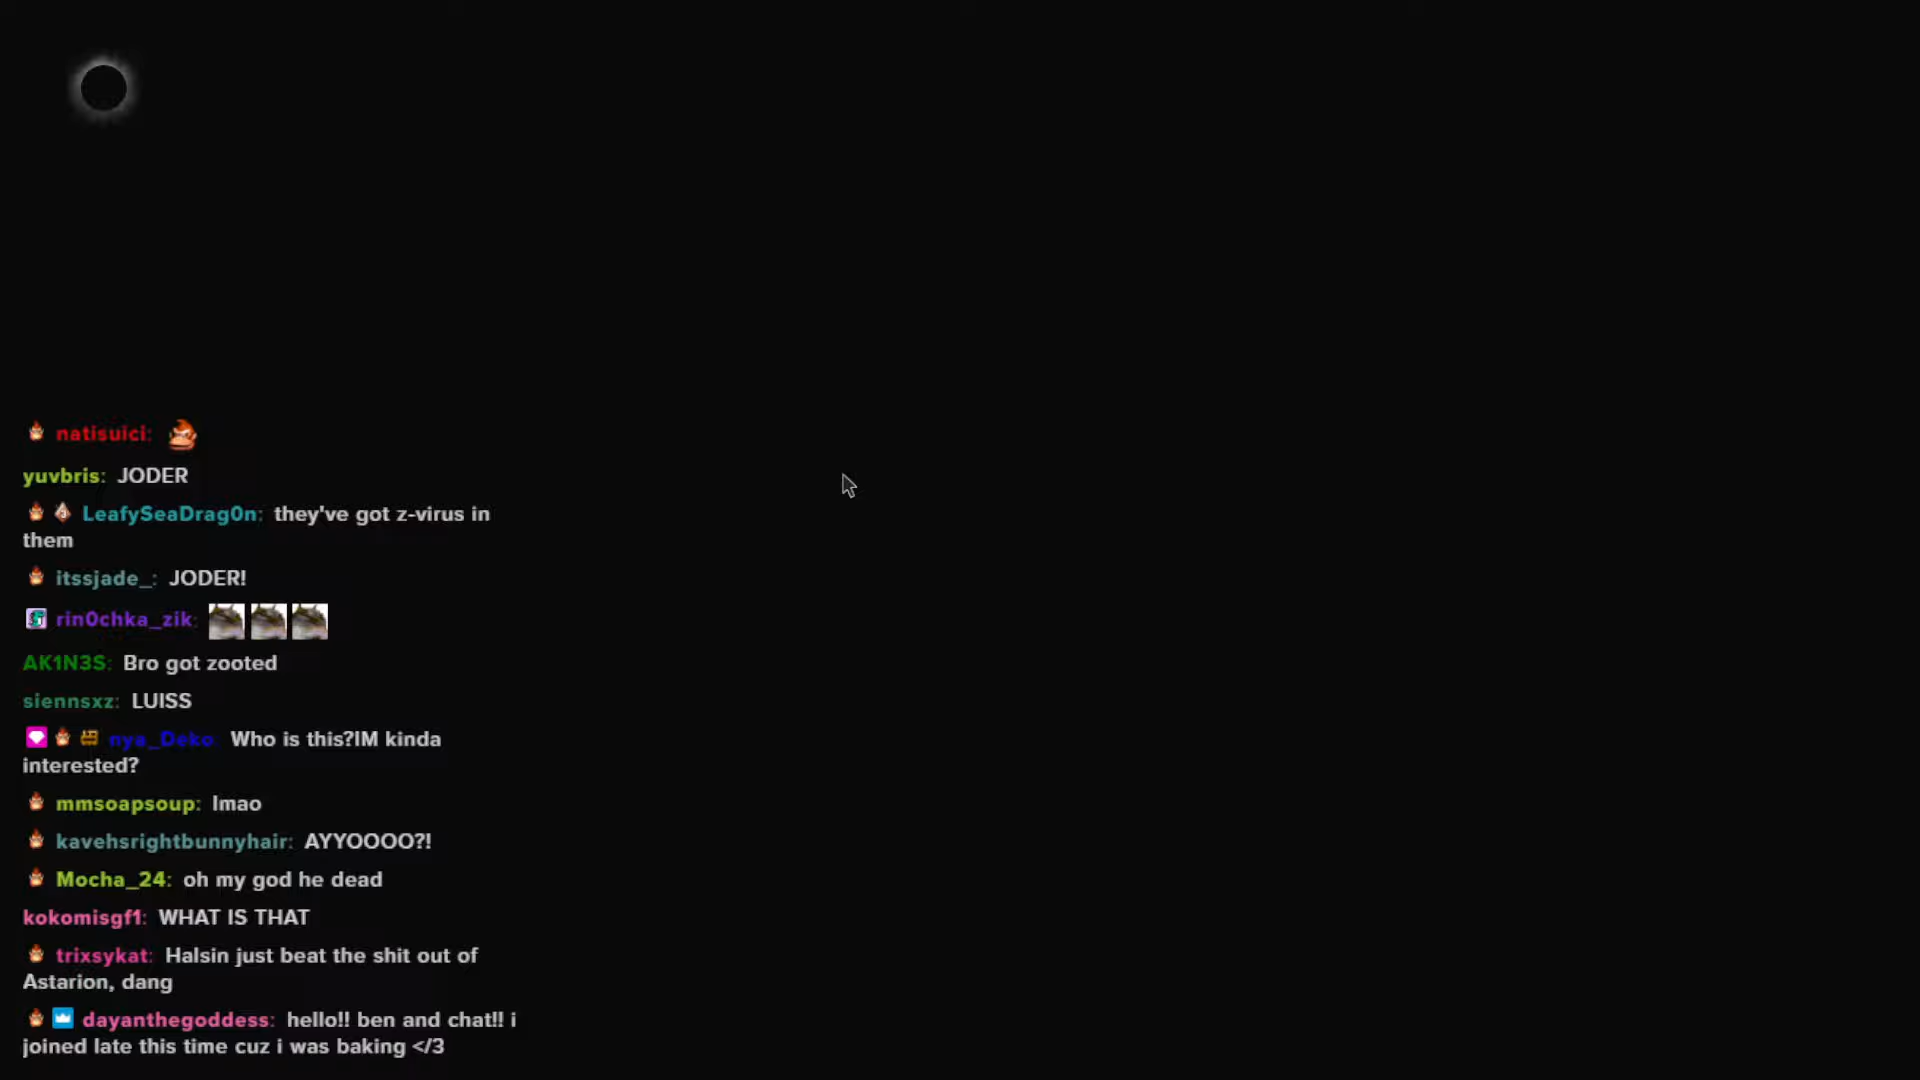 natisuici:
yuvbris: JODER
LeafySeaDrag0n: they've got z-virus in
them
itssjade_: JODER!
rin0chka_zik:
AK1N3S: Bro got zooted
siennsxz: LUISS
nya_Deko: Who is this?IM kinda
interested?
mmsoapsoup: lmao
kavehsrightbunnyhair: AYYOOOO?!
Mocha_24: oh my god he dead
kokomisgf1: WHAT IS THAT
trixsykat: Halsin just beat the shit out of
Astarion, dang
dayanthegoddess: hello!! ben and chat!! i
joined late this time cuz i was baking </3